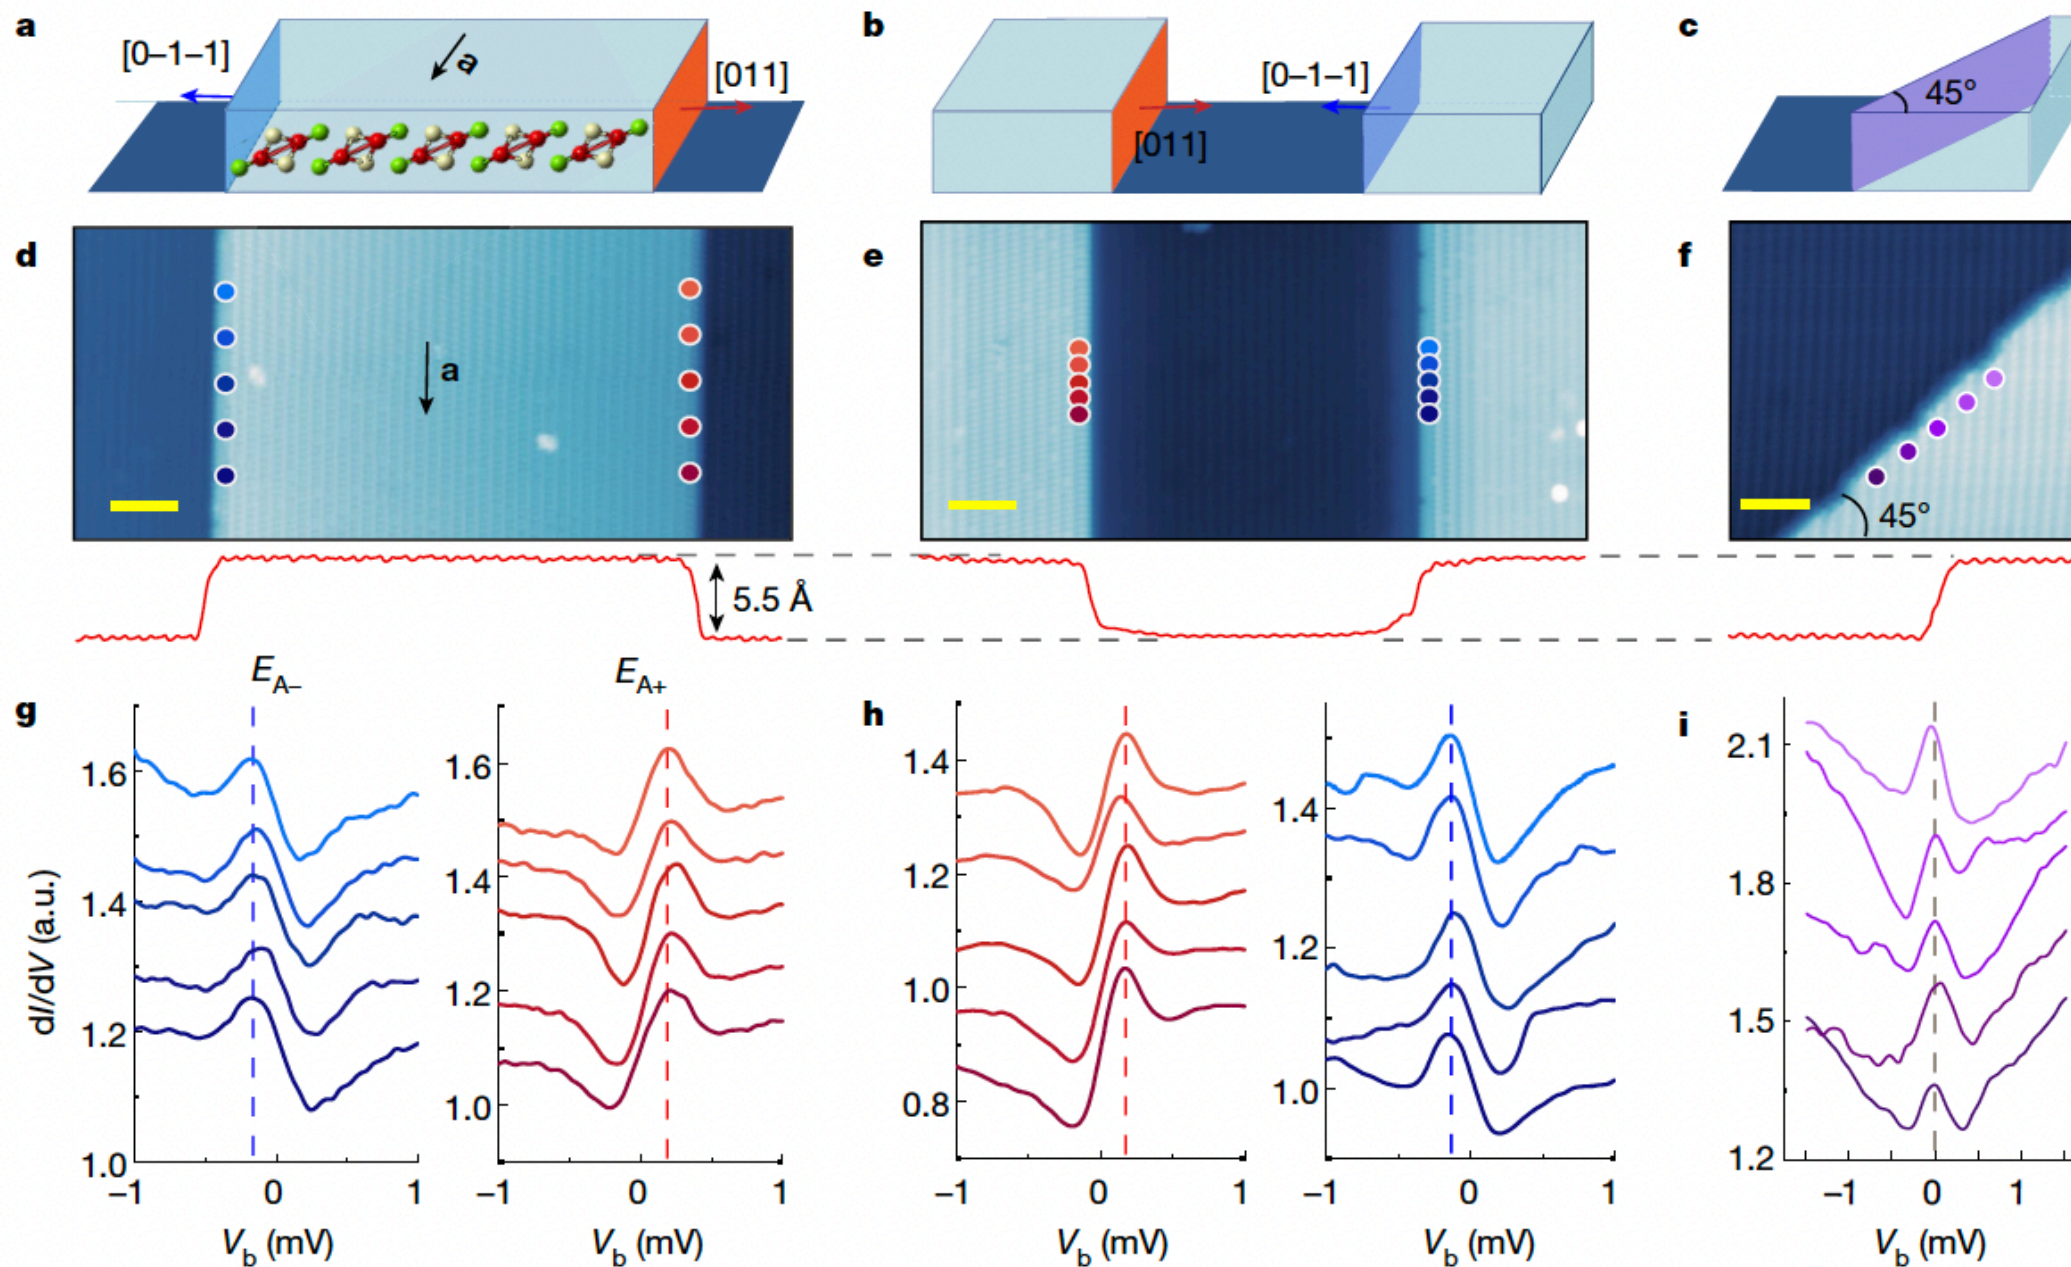 a
[0–1–1]
a
[011]
b
[0–1–1]
[011]
c
45°
d
a
e
f
45°
5.5 Å
g
E_A–
E_A+
dI/dV (a.u.)
1.6
1.4
1.2
1.0
–1 0 1
V_b (mV)
1.6
1.4
1.2
1.0
–1 0 1
V_b (mV)
h
1.4
1.2
1.0
0.8
–1 0 1
V_b (mV)
1.4
1.2
1.0
–1 0 1
V_b (mV)
i
2.1
1.8
1.5
1.2
–1 0 1
V_b (mV)